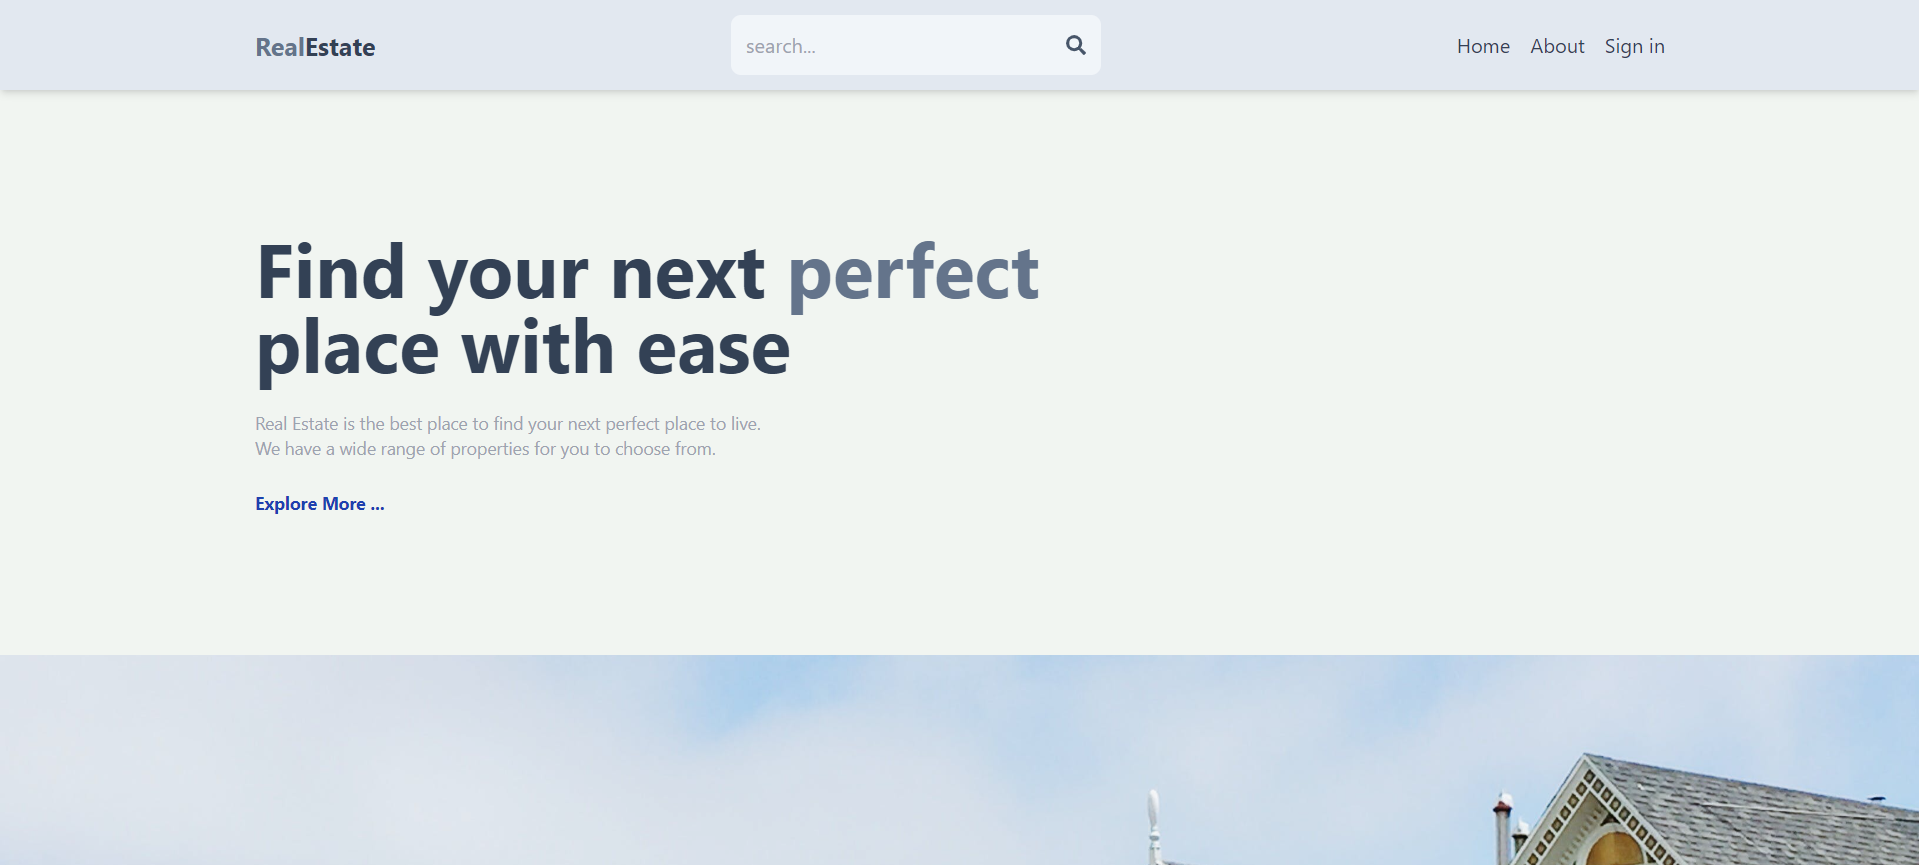 RealEstate
search...
Home About Sign in
Find your next perfect
place with ease
Real Estate is the best place to find your next perfect place to live.
We have a wide range of properties for you to choose from.
Explore More ...